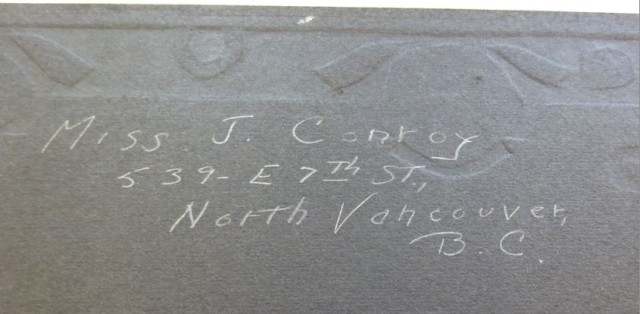 Miss. J. Conroy
539- E 7th ST.,
North Vancouver,
B.C.